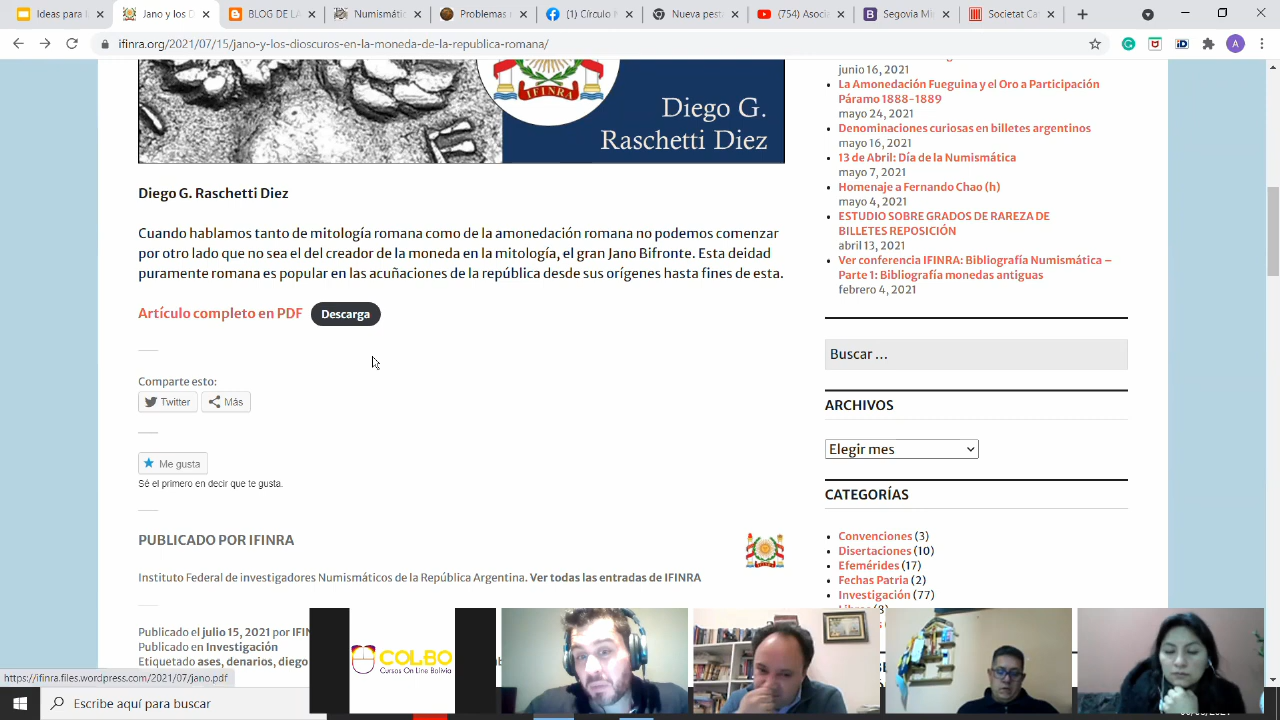 Ideas para k
Jano y
IFINRA DE LA
Numismátic
Problemas
(1) Círculo N
Numispre
(754) Asocia
Asocia
Societat Ca
ifinra.org/2021/07/15/jano-y-los-dioscuros-en-la-moneda-de-la-republica-romana/
IFINRA
Diego G.
Raschetti Diez
Diego G. Raschetti Diez
Cuando hablamos tanto de mitología romana como de la amonedación romana no podemos comenzar
por otro lado que no sea el del creador de la moneda en la mitología, el gran Jano Bifronte. Esta deidad
puramente romana es popular en las acuñaciones de la república desde sus orígenes hasta fines de esta.
Artículo completo en PDF Descarga
Comparte esto:
Twitter Más
Me gusta
Sé el primero en decir que te gusta.
PUBLICADO POR IFINRA
Instituto Federal de investigadores Numismáticos de la República Argentina. Ver todas las entradas de IFINRA
Publicado el julio 15, 2021 por
Publicado en Investigación
Etiquetado ases, denarios, diego
junio 16, 2021
La Amonedación Fueguina y el Oro a Participación
Páramo 1888-1889
mayo 24, 2021
Denominaciones curiosas en billetes argentinos
mayo 16, 2021
13 de Abril: Día de la Numismática
mayo 7, 2021
Homenaje a Fernando Chao (h)
mayo 4, 2021
ESTUDIO SOBRE GRADOS DE RAREZA DE
BILLETES REPOSICIÓN
abril 13, 2021
Ver conferencia IFINRA: Bibliografía Numismática –
Parte 1: Bibliografía monedas antiguas
febrero 4, 2021
Buscar …
ARCHIVOS
Elegir mes
CATEGORÍAS
Convenciones (3)
Disertaciones (10)
Efemérides (17)
Fechas Patria (2)
Investigación (77)
https://ifinra.files.wordpress.com/2021/07/jano.pdf
COLBO
Cursos On Line Bolivia
Escribe aquí para buscar